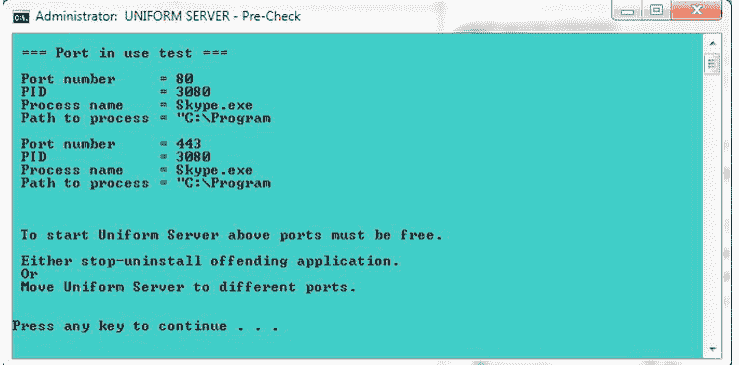 Administrator: UNIFORM SERVER - Pre-Check
=== Port in use test ===
Port number = 80
PID = 3080
Process name = Skype.exe
Path to process = "C:\Program
Port number = 443
PID = 3080
Process name = Skype.exe
Path to process = "C:\Program
To start Uniform Server above ports must be free.
Either stop-uninstall offending application.
Or
Move Uniform Server to different ports.
Press any key to continue . . .